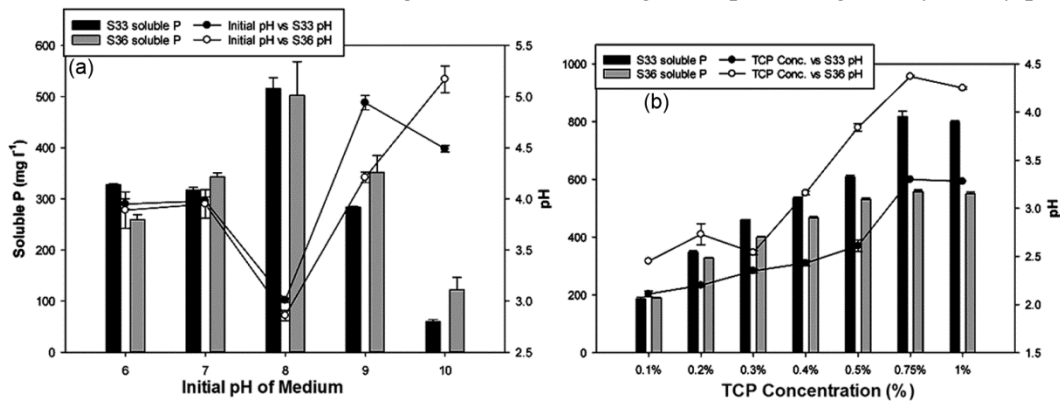 S33 soluble P
S36 soluble P
Initial pH vs S33 pH
Initial pH vs S36 pH
(a)
600
500
400
300
200
100
0
Soluble P (mg l⁻¹)
5.5
5.0
4.5
4.0
3.5
3.0
2.5
pH
6 7 8 9 10
Initial pH of Medium
S33 soluble P
S36 soluble P
TCP Conc. vs S33 pH
TCP Conc. vs S36 pH
(b)
1000
800
600
400
200
0
4.5
4.0
3.5
3.0
2.5
2.0
1.5
pH
0.1% 0.2% 0.3% 0.4% 0.5% 0.75% 1%
TCP Concentration (%)